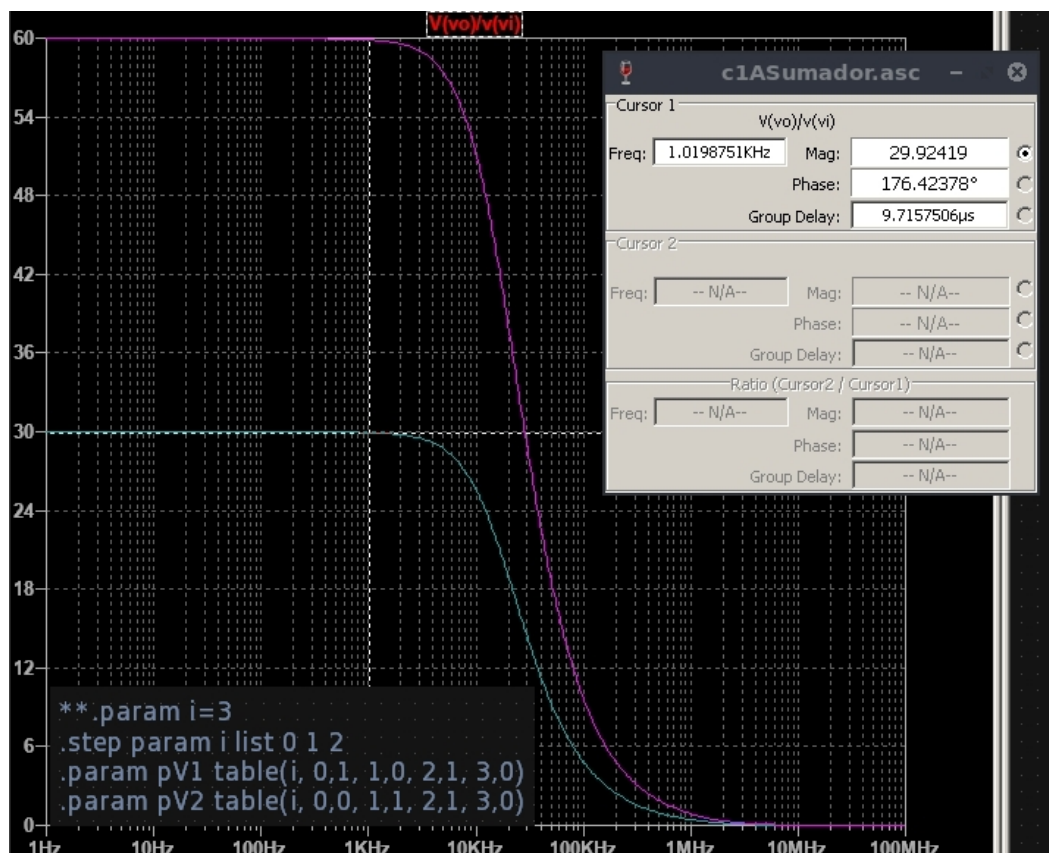 V(vo)/v(vi)
60
54
48
42
36
30
24
18
12
6
0
1Hz 10Hz 100Hz 1KHz 10KHz 100KHz 1MHz 10MHz 100MHz
c1ASumador.asc
Cursor 1
V(vo)/v(vi)
Freq: 1.0198751KHz Mag: 29.92419
Phase: 176.42378°
Group Delay: 9.7157506µs
Cursor 2
Freq: -- N/A-- Mag: -- N/A--
Phase: -- N/A--
Group Delay: -- N/A--
Ratio (Cursor2 / Cursor1)
Freq: -- N/A-- Mag: -- N/A--
Phase: -- N/A--
Group Delay: -- N/A--
**.param i=3
.step param i list 0 1 2
.param pV1 table(i, 0,1, 1,0, 2,1, 3,0)
.param pV2 table(i, 0,0, 1,1, 2,1, 3,0)